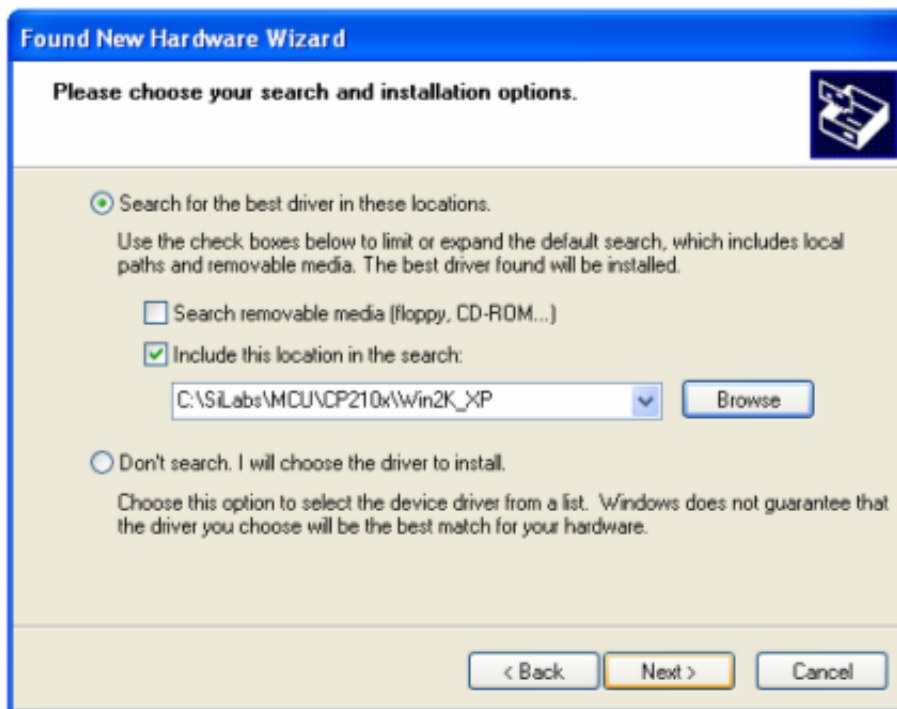 Found New Hardware Wizard
Please choose your search and installation options.
Search for the best driver in these locations.
Use the check boxes below to limit or expand the default search, which includes local
paths and removable media. The best driver found will be installed.
Search removable media (floppy, CD-ROM...)
Include this location in the search:
C:\SiLabs\MCU\CP210x\Win2K_XP
Browse
Don't search. I will choose the driver to install.
Choose this option to select the device driver from a list. Windows does not guarantee that
the driver you choose will be the best match for your hardware.
< Back
Next >
Cancel